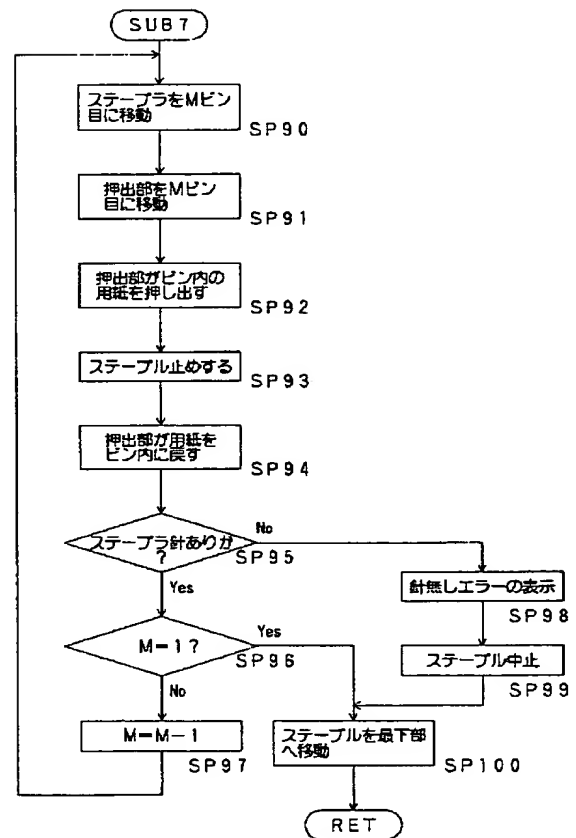 SUB7
ステープラをMビン
目に移動
SP90
押出部をMビン
目に移動
SP91
押出部がビン内の
用紙を押し出す
SP92
ステープル止めする
SP93
押出部が用紙を
ビン内に戻す
SP94
ステープラ針ありか
?
No
SP95
Yes
針無しエラーの表示
SP98
M=1?
Yes
SP96
ステープル中止
SP99
No
M=M-1
SP97
ステープルを最下部
へ移動
SP100
RET